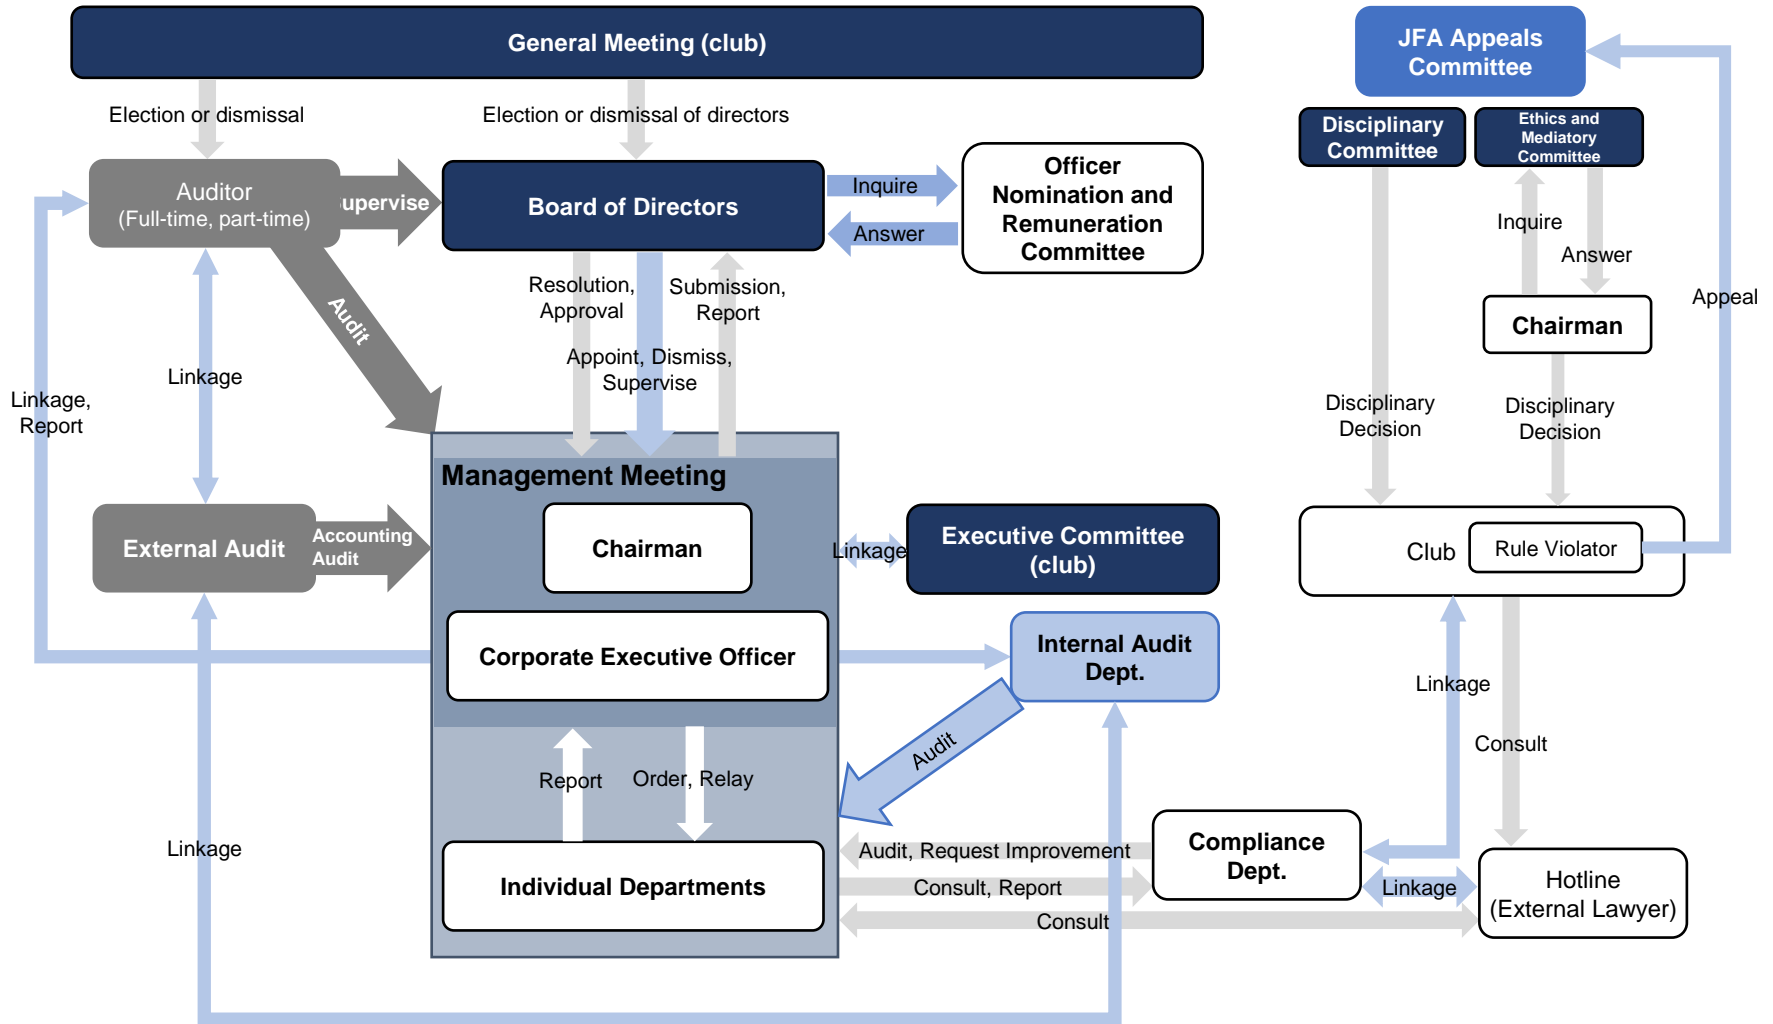 General Meeting (club)
JFA Appeals
Committee
Election or dismissal
Election or dismissal of directors
Disciplinary
Committee
Ethics and
Mediatory
Committee
Auditor
(Full-time, part-time)
Supervise
Board of Directors
Inquire
Answer
Officer
Nomination and
Remuneration
Committee
Inquire
Answer
Appeal
Chairman
Resolution,
Approval
Submission,
Report
Appoint, Dismiss,
Supervise
Audit
Linkage
Linkage,
Report
Disciplinary
Decision
Disciplinary
Decision
Management Meeting
Chairman
External Audit
Accounting
Audit
Linkage
Executive Committee
(club)
Club
Rule Violator
Corporate Executive Officer
Internal Audit
Dept.
Linkage
Consult
Audit
Report
Order, Relay
Linkage
Individual Departments
Audit, Request Improvement
Consult, Report
Consult
Compliance
Dept.
Linkage
Hotline
(External Lawyer)